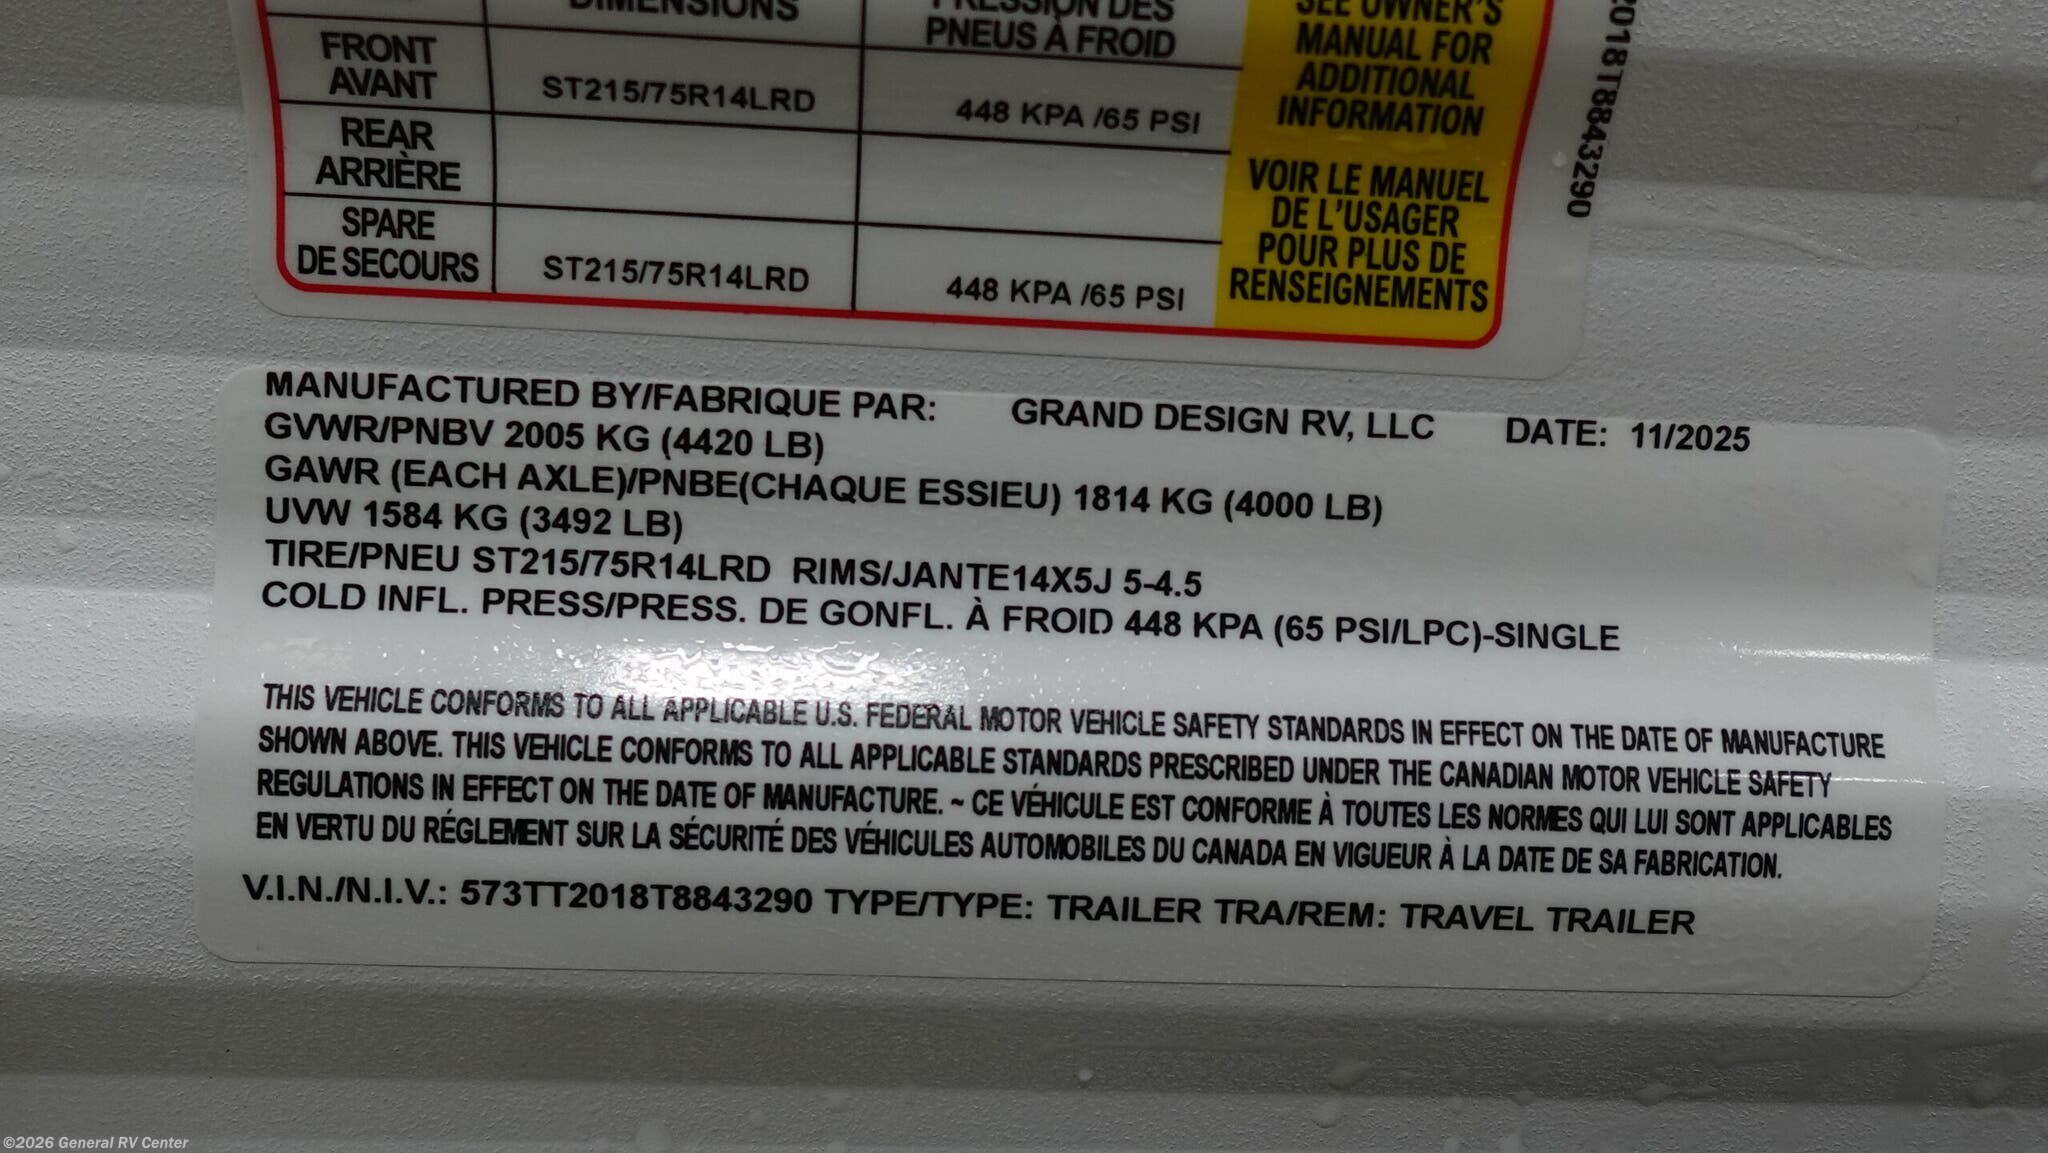 DIMENSIONS
PRESSION DES
PNEUS À FROID
FRONT
AVANT
ST215/75R14LRD
448 KPA /65 PSI
REAR
ARRIÈRE
SPARE
DE SECOURS
ST215/75R14LRD
448 KPA /65 PSI
SEE OWNER'S
MANUAL FOR
ADDITIONAL
INFORMATION
VOIR LE MANUEL
DE L'USAGER
POUR PLUS DE
RENSEIGNEMENTS
2018T8843290
MANUFACTURED BY/FABRIQUE PAR: GRAND DESIGN RV, LLC DATE: 11/2025
GVWR/PNBV 2005 KG (4420 LB)
GAWR (EACH AXLE)/PNBE(CHAQUE ESSIEU) 1814 KG (4000 LB)
UVW 1584 KG (3492 LB)
TIRE/PNEU ST215/75R14LRD RIMS/JANTE14X5J 5-4.5
COLD INFL. PRESS/PRESS. DE GONFL. À FROID 448 KPA (65 PSI/LPC)-SINGLE
THIS VEHICLE CONFORMS TO ALL APPLICABLE U.S. FEDERAL MOTOR VEHICLE SAFETY STANDARDS IN EFFECT ON THE DATE OF MANUFACTURE
SHOWN ABOVE. THIS VEHICLE CONFORMS TO ALL APPLICABLE STANDARDS PRESCRIBED UNDER THE CANADIAN MOTOR VEHICLE SAFETY
REGULATIONS IN EFFECT ON THE DATE OF MANUFACTURE. ~ CE VÉHICULE EST CONFORME À TOUTES LES NORMES QUI LUI SONT APPLICABLES
EN VERTU DU RÉGLEMENT SUR LA SÉCURITÉ DES VÉHICULES AUTOMOBILES DU CANADA EN VIGUEUR À LA DATE DE SA FABRICATION.
V.I.N./N.I.V.: 573TT2018T8843290 TYPE/TYPE: TRAILER TRA/REM: TRAVEL TRAILER
©2026 General RV Center